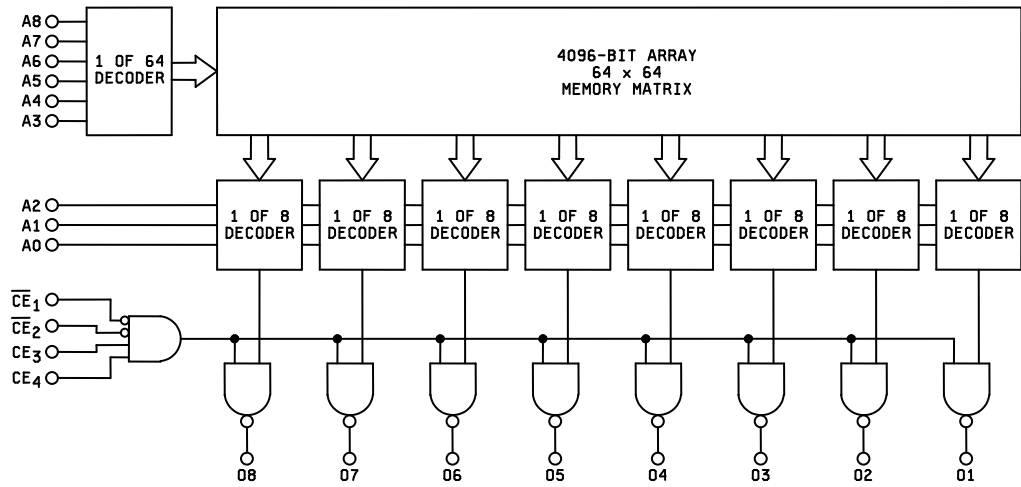 A8
A7
A6
A5
A4
A3
1 OF 64
DECODER
4096-BIT ARRAY
64 x 64
MEMORY MATRIX
A2
A1
A0
1 OF 8
DECODER
1 OF 8
DECODER
1 OF 8
DECODER
1 OF 8
DECODER
1 OF 8
DECODER
1 OF 8
DECODER
1 OF 8
DECODER
1 OF 8
DECODER
C̅E̅1
C̅E̅2
CE3
CE4
O8
O7
O6
O5
O4
O3
O2
O1